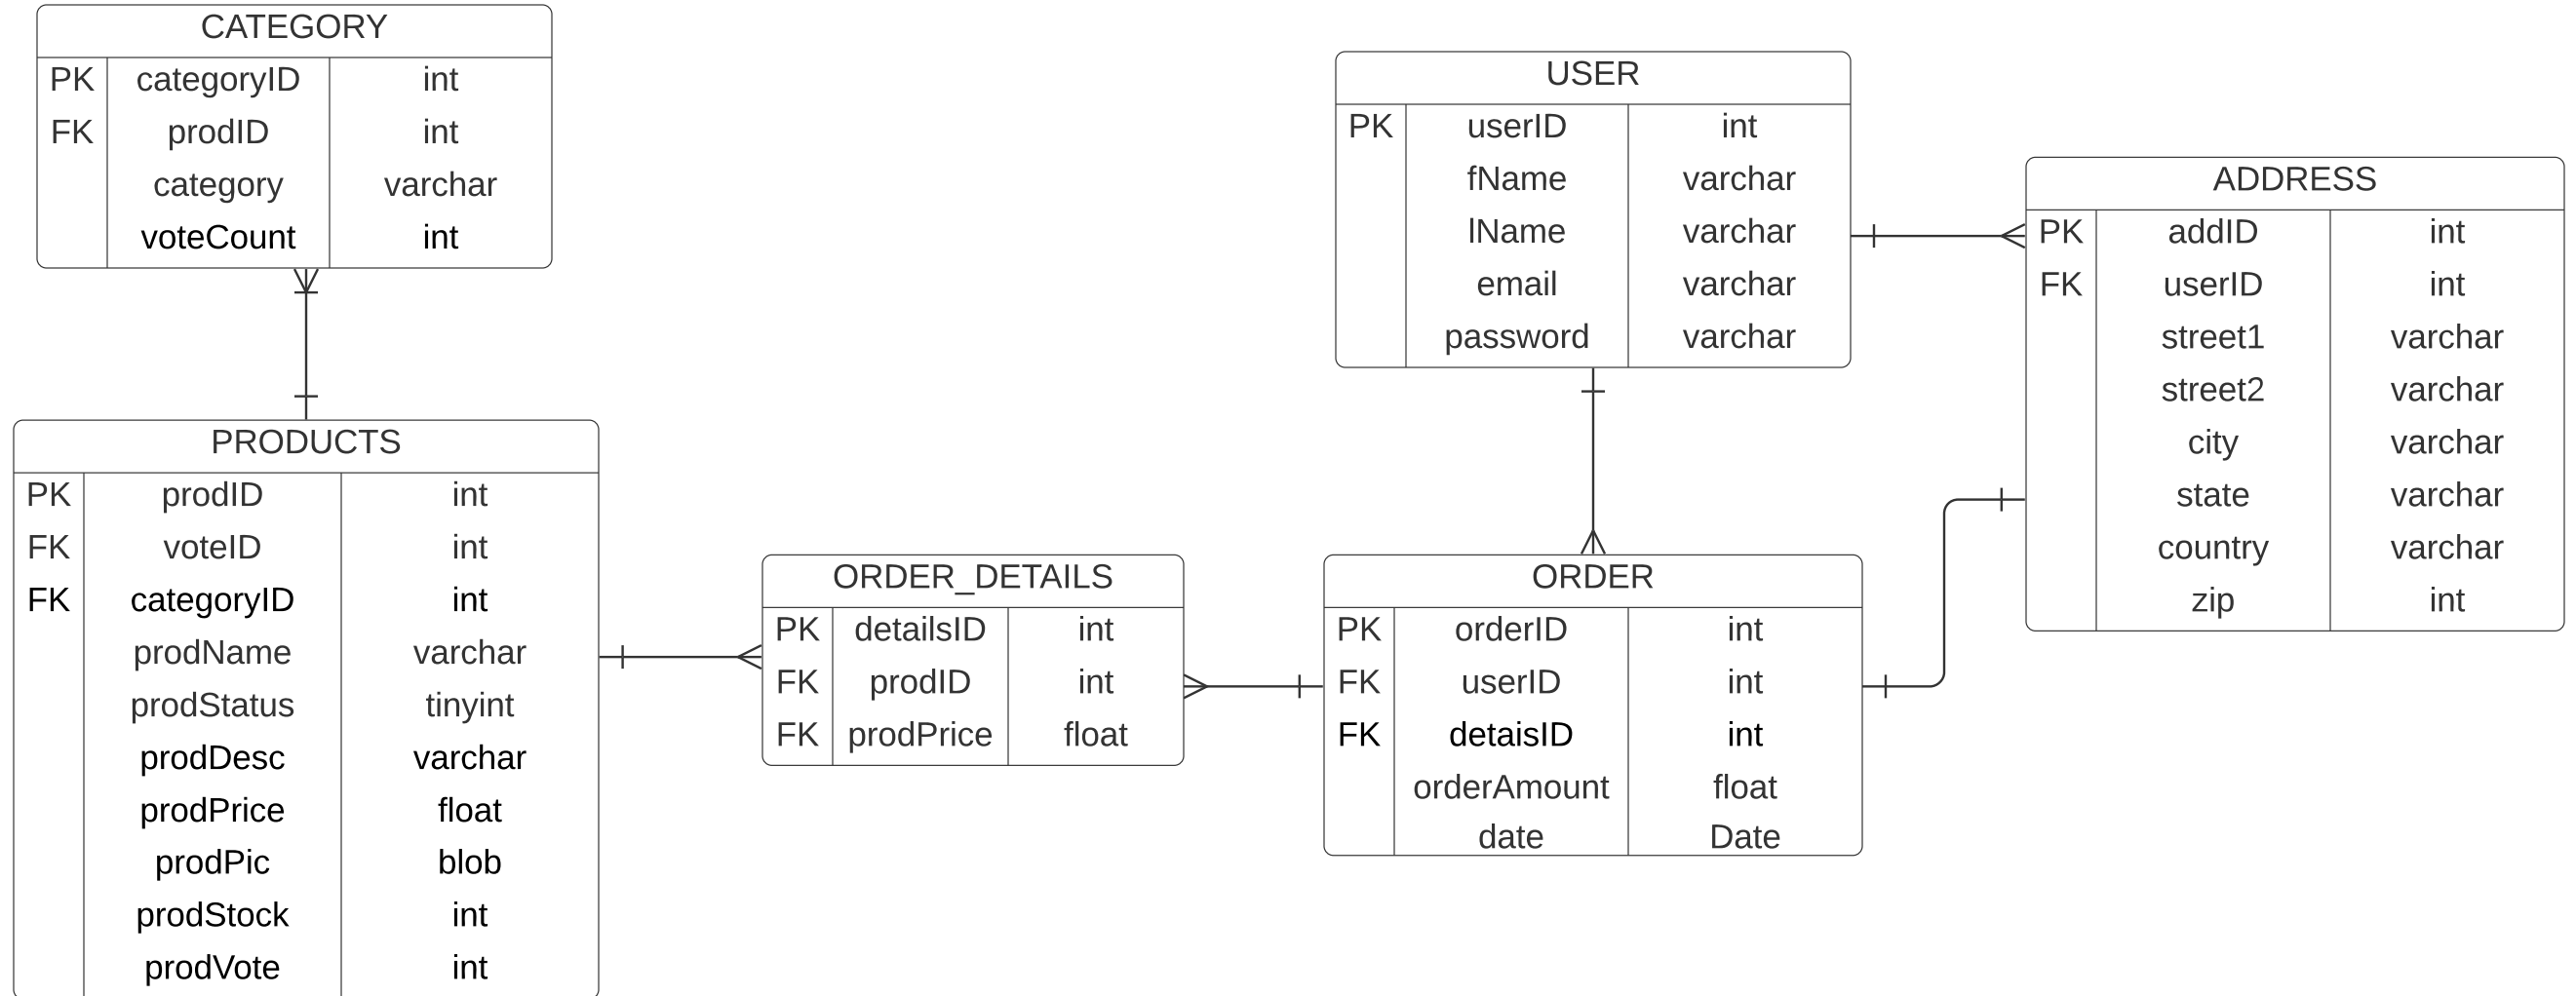 CATEGORY
PK categoryID int
FK prodID int
category varchar
voteCount int
PRODUCTS
PK prodID int
FK voteID int
FK categoryID int
prodName varchar
prodStatus tinyint
prodDesc varchar
prodPrice float
prodPic blob
prodStock int
prodVote int
ORDER_DETAILS
PK detailsID int
FK prodID int
FK prodPrice float
USER
PK userID int
fName varchar
lName varchar
email varchar
password varchar
ORDER
PK orderID int
FK userID int
FK detaisID int
orderAmount float
date Date
ADDRESS
PK addID int
FK userID int
street1 varchar
street2 varchar
city varchar
state varchar
country varchar
zip int